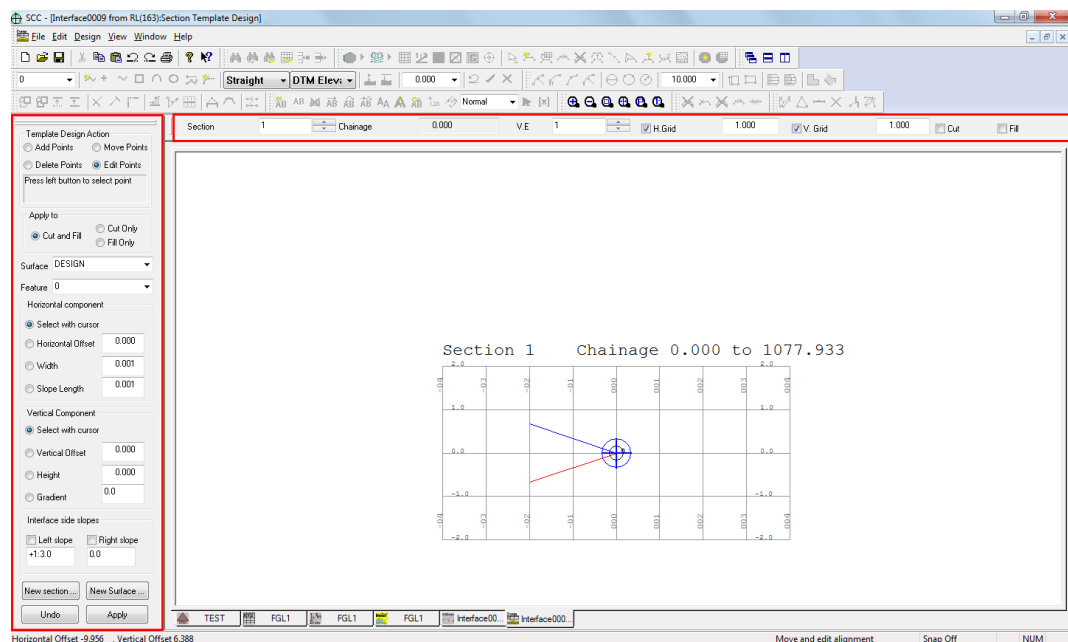 SCC - [Interface0009 from RL(163):Section Template Design]
File Edit Design View Window Help
0 Straight DTM Elev: 0.000 10.000
Normal
Section 1 Chainage 0.000 V.E 1 H.Grid 1.000 V. Grid 1.000 Cut Fill
Template Design Action
Add Points Move Points
Delete Points Edit Points
Press left button to select point
Apply to
Cut and Fill Cut Only
Fill Only
Surface DESIGN
Feature 0
Horizontal component
Select with cursor
Horizontal Offset 0.000
Width 0.001
Slope Length 0.001
Vertical Component
Select with cursor
Vertical Offset 0.000
Height 0.000
Gradient 0.0
Interface side slopes
Left slope Right slope
+1:3.0 0.0
New section ... New Surface ...
Undo Apply
Section 1 Chainage 0.000 to 1077.933
2.0 2.0
-04 -03 -02 -01 000 001 002 003 004
1.0 1.0
0.0 0.0
-1.0 -1.0
-04 -03 -02 -01 000 001 002 003 004
-2.0 -2.0
TEST FGL1 FGL1 FGL1 Interface00... Interface000...
Horizontal Offset -9.956 , Vertical Offset 6.388 Move and edit alignment Snap Off NUM